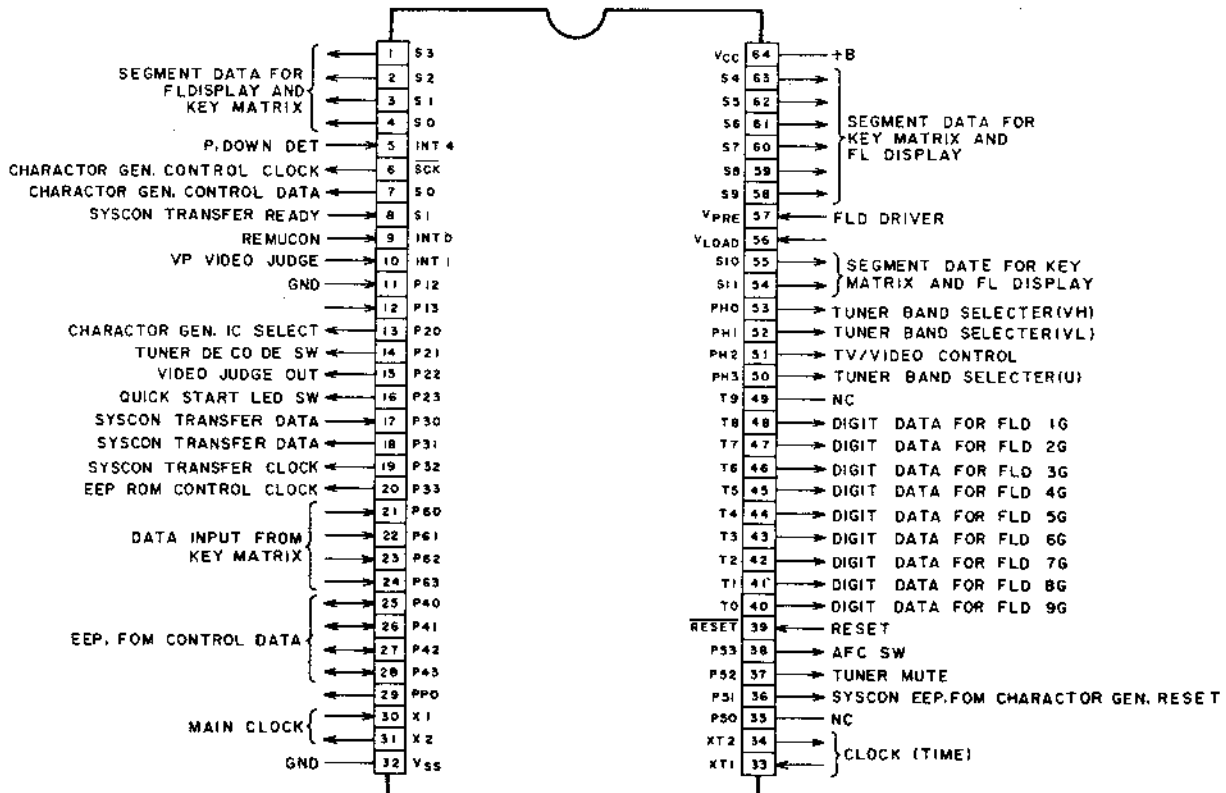 SEGMENT DATA FOR
FLDISPLAY AND
KEY MATRIX
1 S3
2 S2
3 S1
4 S0
P.DOWN DET 5 INT 4
CHARACTOR GEN. CONTROL CLOCK 6 SCK
CHARACTOR GEN. CONTROL DATA 7 SO
SYSCON TRANSFER READY 8 SI
REMUCON 9 INT 0
VP VIDEO JUDGE 10 INT 1
GND 11 P12
12 P13
CHARACTOR GEN. IC SELECT 13 P20
TUNER DE CO DE SW 14 P21
VIDEO JUDGE OUT 15 P22
QUICK START LED SW 16 P23
SYSCON TRANSFER DATA 17 P30
SYSCON TRANSFER DATA 18 P31
SYSCON TRANSFER CLOCK 19 P32
EEP ROM CONTROL CLOCK 20 P33
DATA INPUT FROM
KEY MATRIX
21 P60
22 P61
23 P62
24 P63
EEP. FOM CONTROL DATA
25 P40
26 P41
27 P42
28 P43
29 PPO
MAIN CLOCK
30 X1
31 X2
GND 32 VSS
VCC 64 +B
S4 63
S5 62
S6 61
S7 60
S8 59
S9 58
SEGMENT DATA FOR
KEY MATRIX AND
FL DISPLAY
VPRE 57 FLD DRIVER
VLOAD 56
S10 55
S11 54
SEGMENT DATE FOR KEY
MATRIX AND FL DISPLAY
PH0 53 TUNER BAND SELECTER(VH)
PH1 52 TUNER BAND SELECTER(VL)
PH2 51 TV/VIDEO CONTROL
PH3 50 TUNER BAND SELECTER(U)
T9 49 NC
T8 48 DIGIT DATA FOR FLD 1G
T7 47 DIGIT DATA FOR FLD 2G
T6 46 DIGIT DATA FOR FLD 3G
T5 45 DIGIT DATA FOR FLD 4G
T4 44 DIGIT DATA FOR FLD 5G
T3 43 DIGIT DATA FOR FLD 6G
T2 42 DIGIT DATA FOR FLD 7G
T1 41 DIGIT DATA FOR FLD 8G
T0 40 DIGIT DATA FOR FLD 9G
RESET 39 RESET
P53 38 AFC SW
P52 37 TUNER MUTE
P51 36 SYSCON EEP.FOM CHARACTOR GEN. RESET
P50 35 NC
XT2 34
XT1 33
CLOCK (TIME)